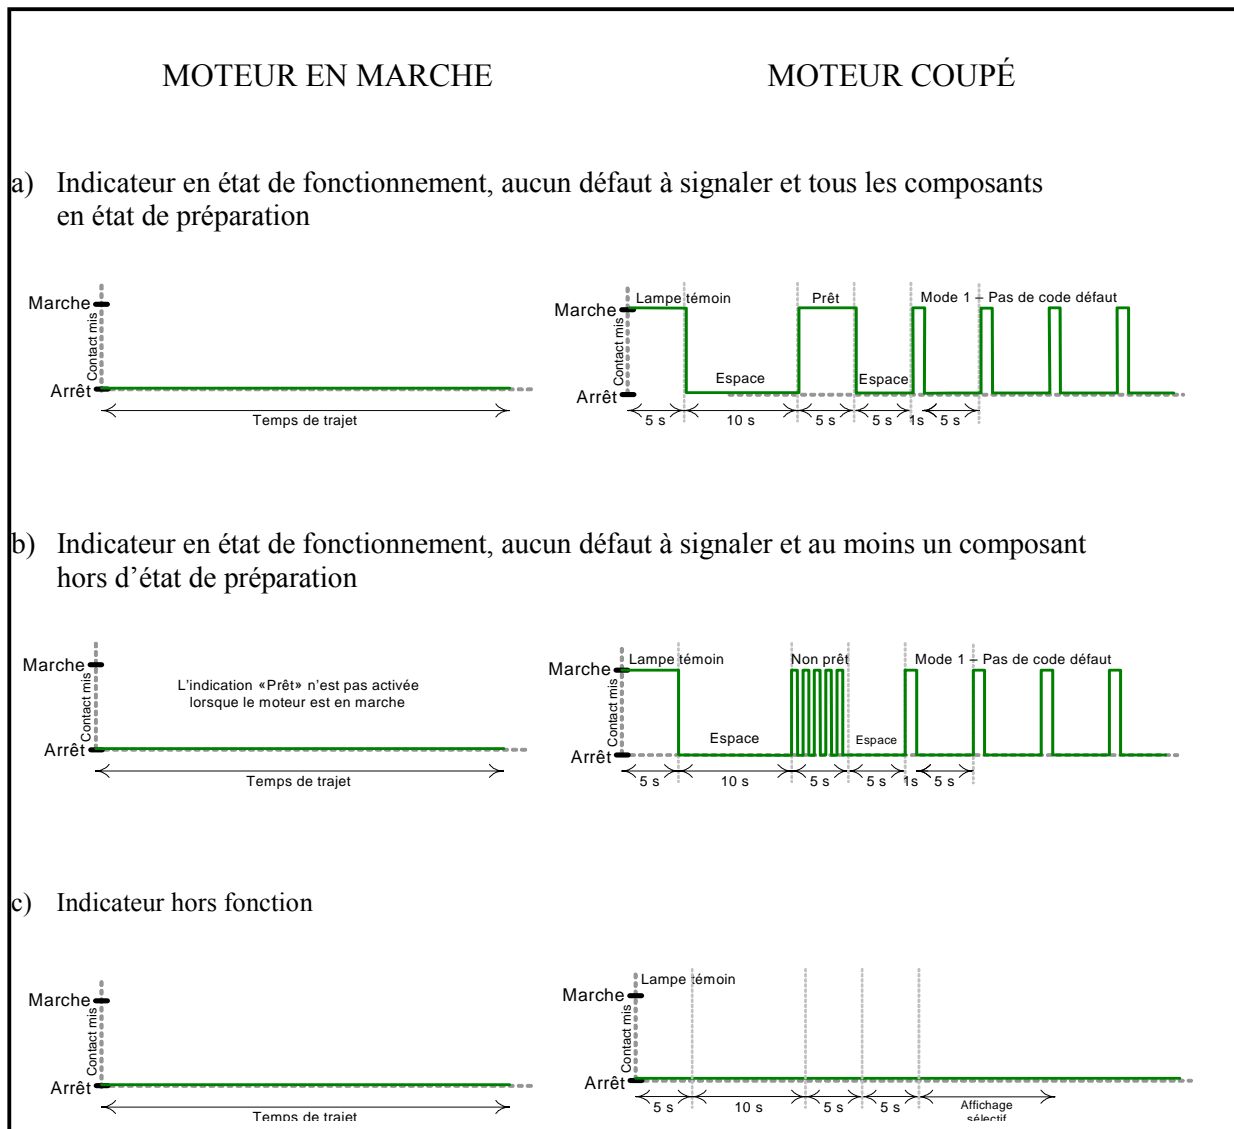 MOTEUR EN MARCHE
MOTEUR COUPÉ
a) Indicateur en état de fonctionnement, aucun défaut à signaler et tous les composants
en état de préparation
Marche
Contact mis
Arrêt
Temps de trajet
Lampe témoin
Prêt
Mode 1 – Pas de code défaut
Marche
Contact mis
Espace
Espace
Arrêt
5 s
10 s
5 s
5 s
1s
5 s
b) Indicateur en état de fonctionnement, aucun défaut à signaler et au moins un composant
hors d’état de préparation
Marche
Contact mis
L'indication «Prêt» n'est pas activée
lorsque le moteur est en marche
Arrêt
Temps de trajet
Lampe témoin
Non prêt
Mode 1 – Pas de code défaut
Marche
Contact mis
Espace
Espace
Arrêt
5 s
10 s
5 s
5 s
1s
5 s
c) Indicateur hors fonction
Marche
Contact mis
Arrêt
Temps de trajet
Lampe témoin
Marche
Contact mis
Arrêt
5 s
10 s
5 s
5 s
Affichage
sélectif